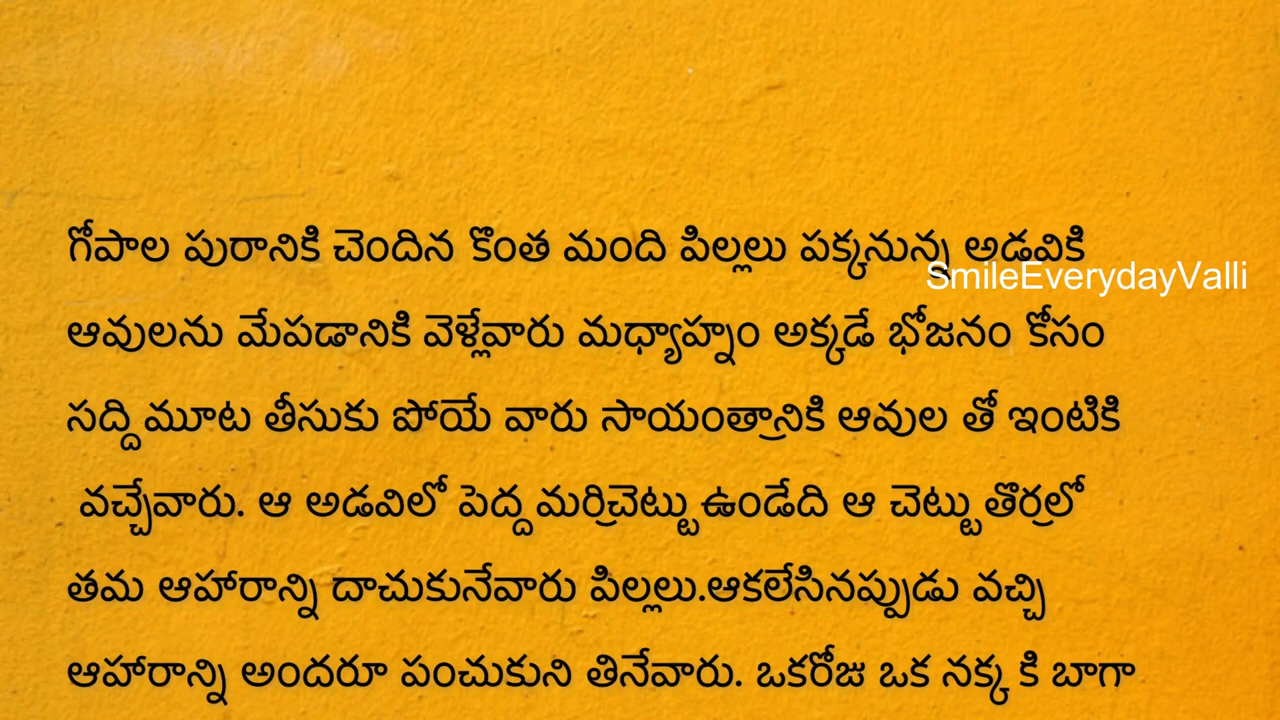 గోపాల పురానికి చెందిన కొంత మంది పిల్లలు పక్కనున్న అడవికి
SmileEverydayValli
ఆవులను మేపడానికి వెళ్లేవారు మధ్యాహ్నం అక్కడే భోజనం కోసం
సద్ది మూట తీసుకు పోయే వారు సాయంత్రానికి ఆవుల తో ఇంటికి
వచ్చేవారు. ఆ అడవిలో పెద్ద మర్రిచెట్టు ఉండేది ఆ చెట్టు తొర్రలో
తమ ఆహారాన్ని దాచుకునేవారు పిల్లలు.ఆకలేసినప్పుడు వచ్చి
ఆహారాన్ని అందరూ పంచుకుని తినేవారు. ఒకరోజు ఒక నక్క కి బాగా